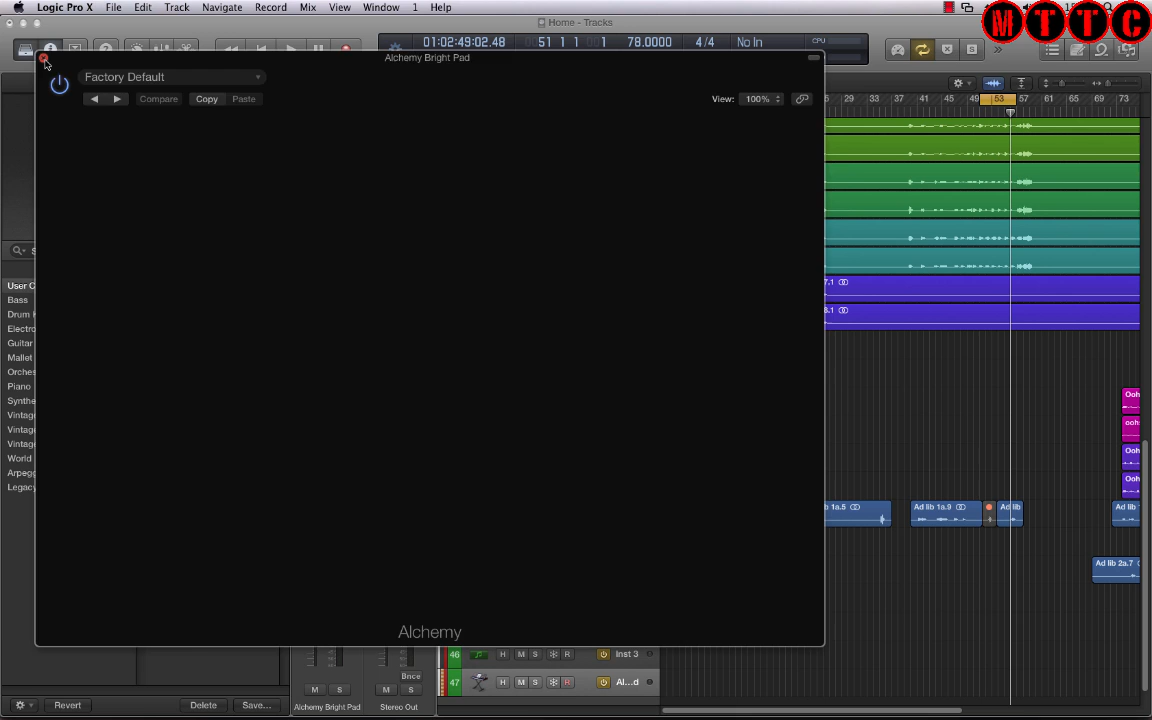 Logic Pro X File Edit Track Navigate Record Mix View Window 1 Help
MTTC
Home - Tracks
01:02:49:02.48 51 1 1 78.0000 4/4 No In CPU
S
Alchemy Bright Pad
Factory Default
Compare Copy Paste
View: 100%
29 33 37 41 45 49 53 57 61 65 69 73
7.1
User C
Bass
8.1
Drum
Electro
Guitar
Mallet
Orches
Piano
Ooh
Synthe
Vintag
ooh
Vintag
Vintag
Ooh
World
Arpeg
Ooh
Legacy
b 1a.5 Ad lib 1a.9 Ad lib Ad lib
Ad lib 2a.7
Alchemy
46 M S R Inst 3
Bnce
47 M S R Al...d
M S M S
Revert Delete Save... Alchemy Bright Pad Stereo Out